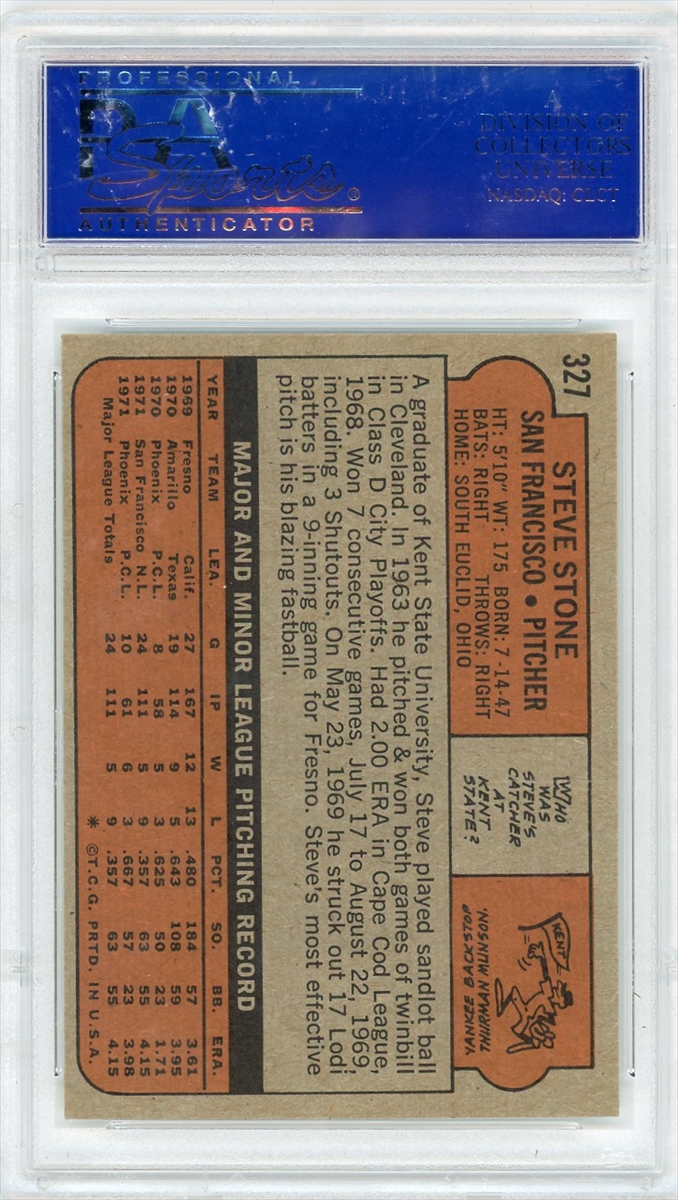 PROFESSIONAL
PSA
Sports ®
AUTHENTICATOR
A
DIVISION OF
COLLECTORS
UNIVERSE
NASDAQ: CLCT
327
STEVE STONE
SAN FRANCISCO • PITCHER
HT: 5'10" WT: 175 BORN: 7-14-47
BATS: RIGHT THROWS: RIGHT
HOME: SOUTH EUCLID, OHIO
WHO
WAS
STEVE'S
CATCHER
AT
KENT
STATE?
KENT
YANKEE BACKSTOP
THURMAN MUNSON.
A graduate of Kent State University, Steve played sandlot ball
in Cleveland. In 1963 he pitched & won both games of twinbill
in Class D City Playoffs. Had 2.00 ERA in Cape Cod League,
1968. Won 7 consecutive games, July 17 to August 22, 1969,
including 3 Shutouts. On May 23, 1969 he struck out 17 Lodi
batters in a 9-inning game for Fresno. Steve's most effective
pitch is his blazing fastball.
MAJOR AND MINOR LEAGUE PITCHING RECORD
YEAR TEAM LEA. G IP W L PCT. SO. BB. ERA.
1969 Fresno Calif. 27 167 12 13 .480 184 57 3.61
1970 Amarillo Texas 19 114 9 5 .643 108 59 3.95
1970 Phoenix P.C.L. 8 58 5 3 .625 50 23 1.71
1971 San Francisco N.L. 24 111 5 9 .357 63 55 4.15
1971 Phoenix P.C.L. 10 61 6 3 .667 57 23 3.98
Major League Totals 24 111 5 9 .357 63 55 4.15
* ©T.C.G. PRTD. IN U.S.A.